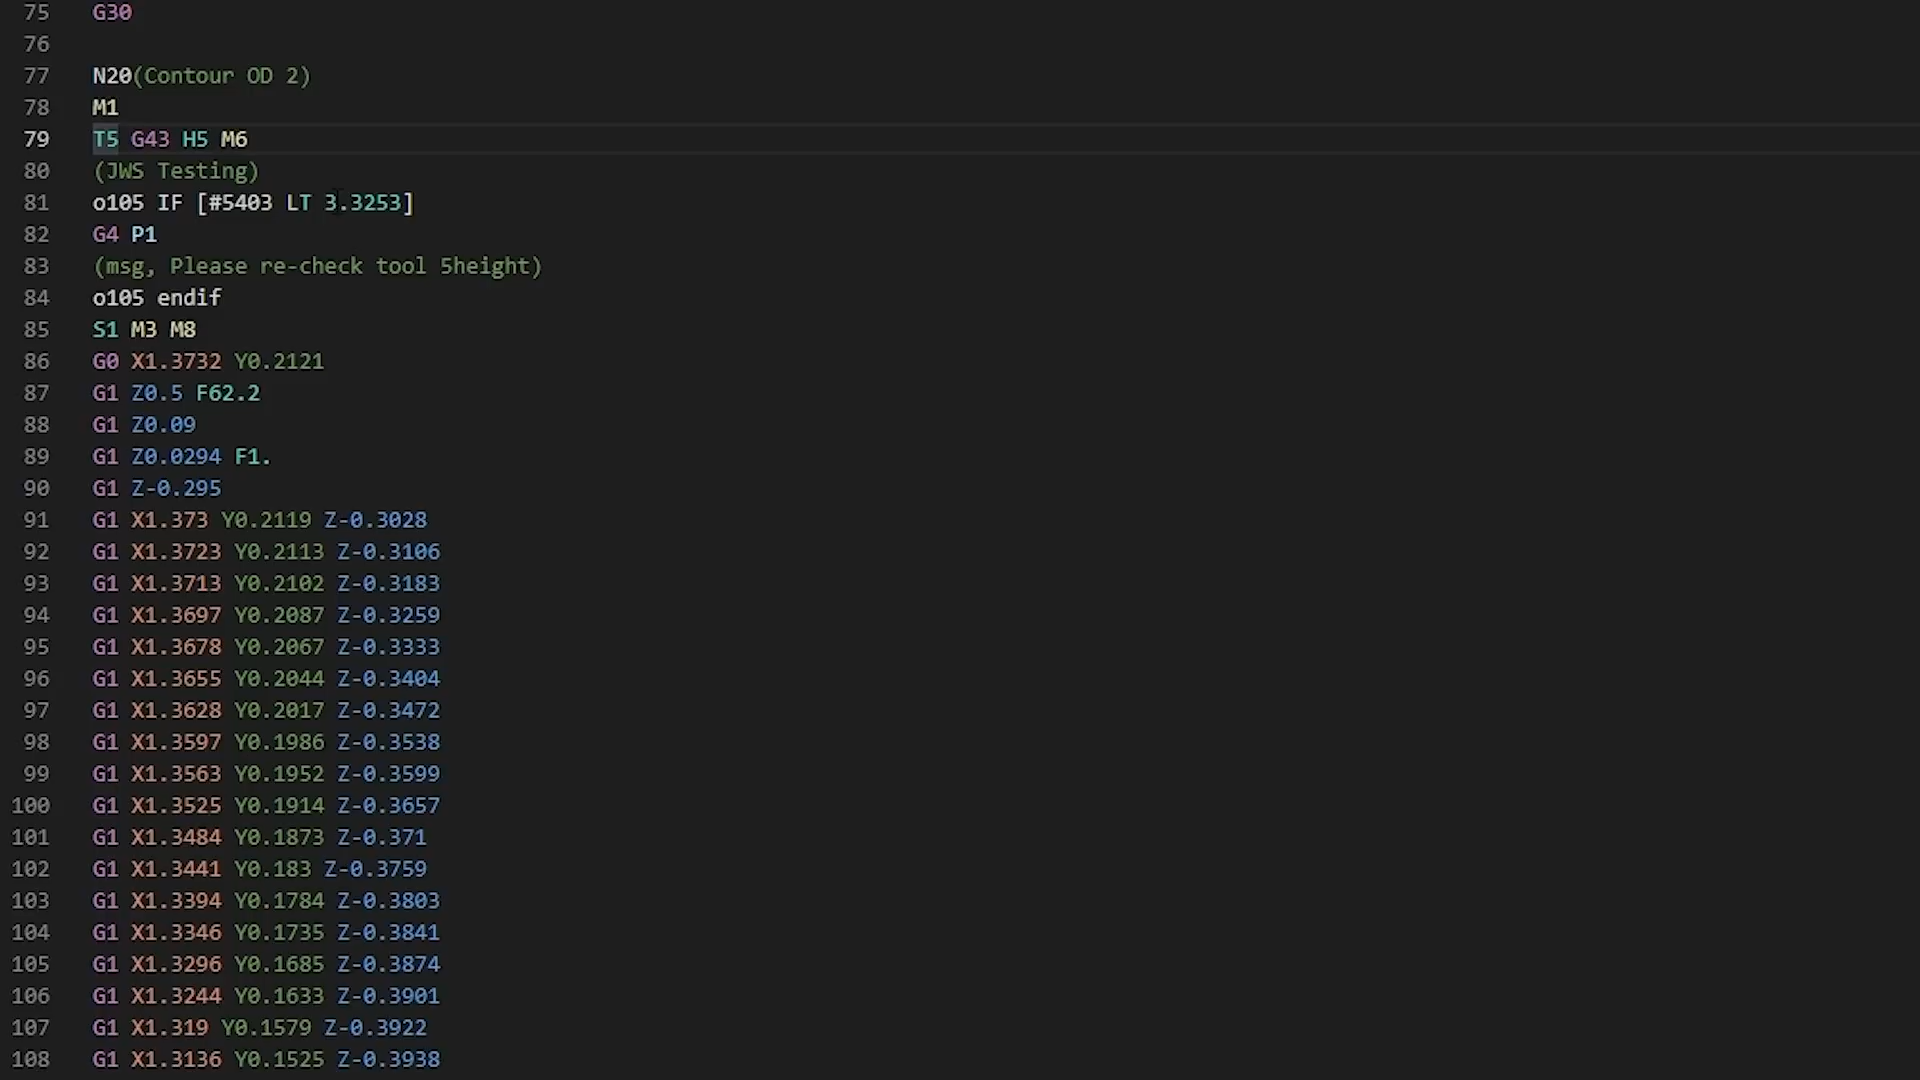 75 G30
76
77 N20(Contour OD 2)
78 M1
79 T5 G43 H5 M6
80 (JWS Testing)
81 o105 IF [#5403 LT 3.3253]
82 G4 P1
83 (msg, Please re-check tool 5height)
84 o105 endif
85 S1 M3 M8
86 G0 X1.3732 Y0.2121
87 G1 Z0.5 F62.2
88 G1 Z0.09
89 G1 Z0.0294 F1.
90 G1 Z-0.295
91 G1 X1.373 Y0.2119 Z-0.3028
92 G1 X1.3723 Y0.2113 Z-0.3106
93 G1 X1.3713 Y0.2102 Z-0.3183
94 G1 X1.3697 Y0.2087 Z-0.3259
95 G1 X1.3678 Y0.2067 Z-0.3333
96 G1 X1.3655 Y0.2044 Z-0.3404
97 G1 X1.3628 Y0.2017 Z-0.3472
98 G1 X1.3597 Y0.1986 Z-0.3538
99 G1 X1.3563 Y0.1952 Z-0.3599
100 G1 X1.3525 Y0.1914 Z-0.3657
101 G1 X1.3484 Y0.1873 Z-0.371
102 G1 X1.3441 Y0.183 Z-0.3759
103 G1 X1.3394 Y0.1784 Z-0.3803
104 G1 X1.3346 Y0.1735 Z-0.3841
105 G1 X1.3296 Y0.1685 Z-0.3874
106 G1 X1.3244 Y0.1633 Z-0.3901
107 G1 X1.319 Y0.1579 Z-0.3922
108 G1 X1.3136 Y0.1525 Z-0.3938